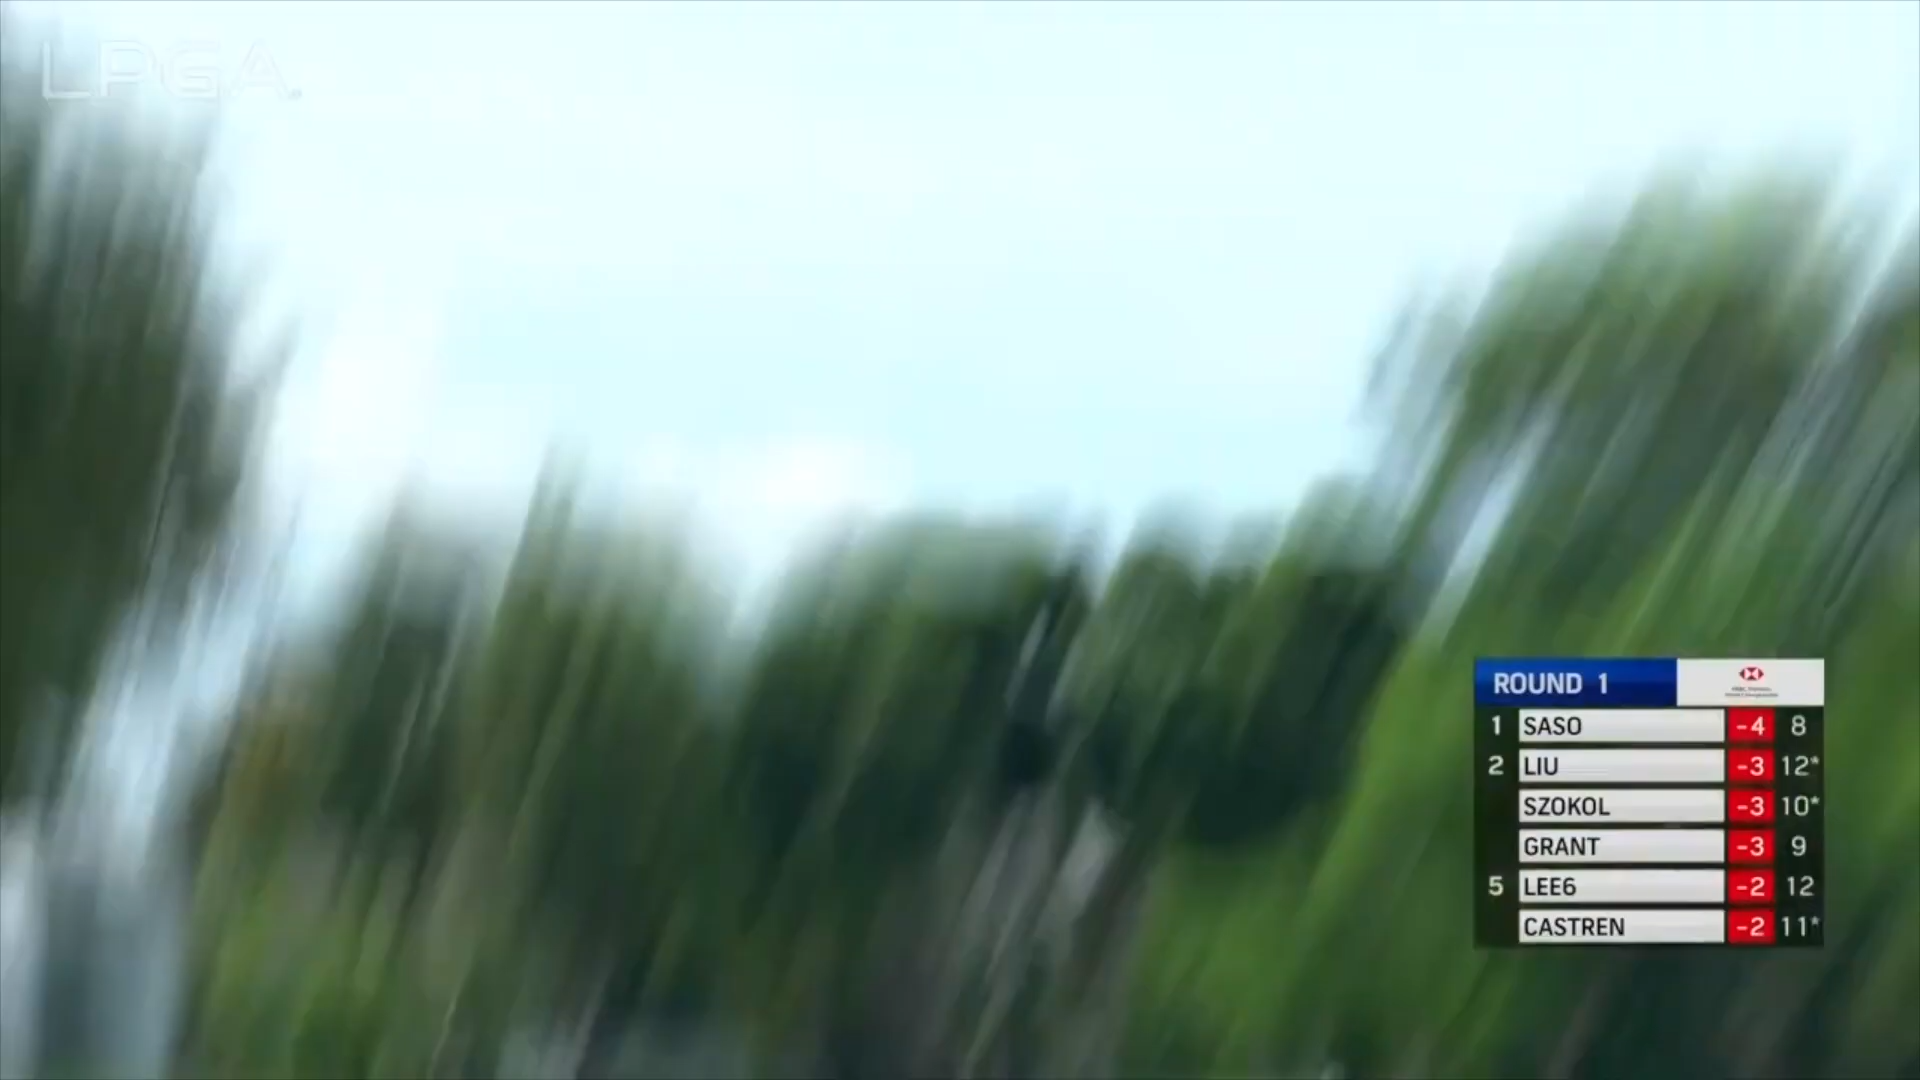 LPGA
ROUND 1
1 SASO -4 8
2 LIU -3 12*
SZOKOL -3 10*
GRANT -3 9
5 LEE6 -2 12
CASTREN -2 11*